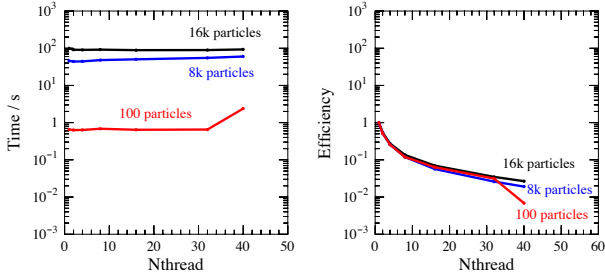 10³
10³
16k particles
10²
10²
8k particles
10¹
10¹
Time / s
100 particles
Efficiency
1
1
10⁻¹
10⁻¹
16k particles
10⁻²
8k particles
10⁻²
100 particles
10⁻³
10⁻³
0 10 20 30 40 50
0 10 20 30 40 50 60
Nthread
Nthread